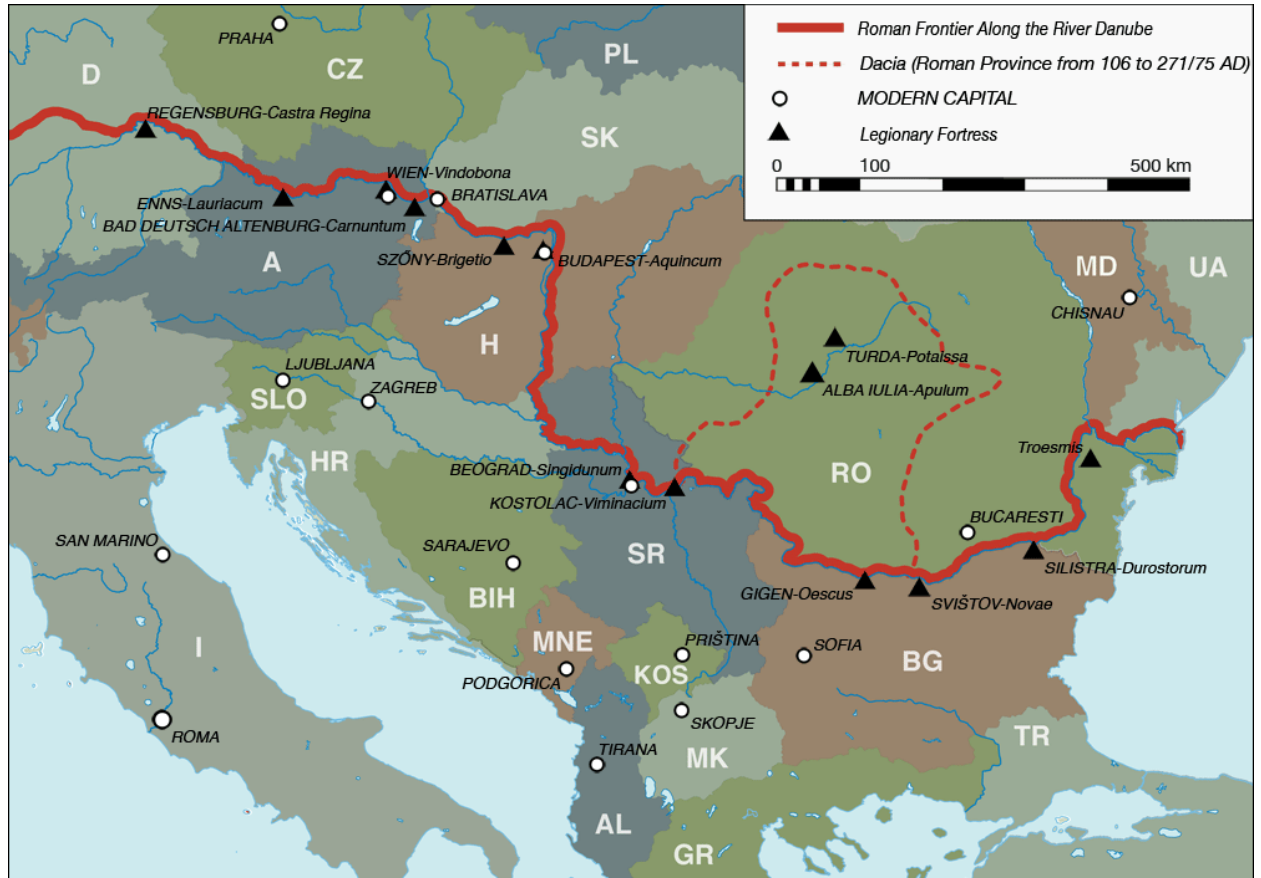 Roman Frontier Along the River Danube
Dacia (Roman Province from 106 to 271/75 AD)
MODERN CAPITAL
Legionary Fortress
0 100 500 km
PRAHA
CZ
PL
D
REGENSBURG-Castra Regina
SK
WIEN-Vindobona
BRATISLAVA
ENNS-Lauriacum
BAD DEUTSCH ALTENBURG-Carnuntum
A
SZŐNY-Brigetio
BUDAPEST-Aquincum
MD
UA
CHISNAU
H
TURDA-Potaissa
ALBA IULIA-Apulum
LJUBLJANA
SLO
ZAGREB
HR
BEOGRAD-Singidunum
KOSTOLAC-Viminacium
RO
Troesmis
BUCARESTI
SAN MARINO
SARAJEVO
SR
BIH
SILISTRA-Durostorum
GIGEN-Oescus
SVIŠTOV-Novae
MNE
PRIŠTINA
SOFIA
I
KOS
BG
PODGORICA
ROMA
SKOPJE
TIRANA
MK
TR
AL
GR